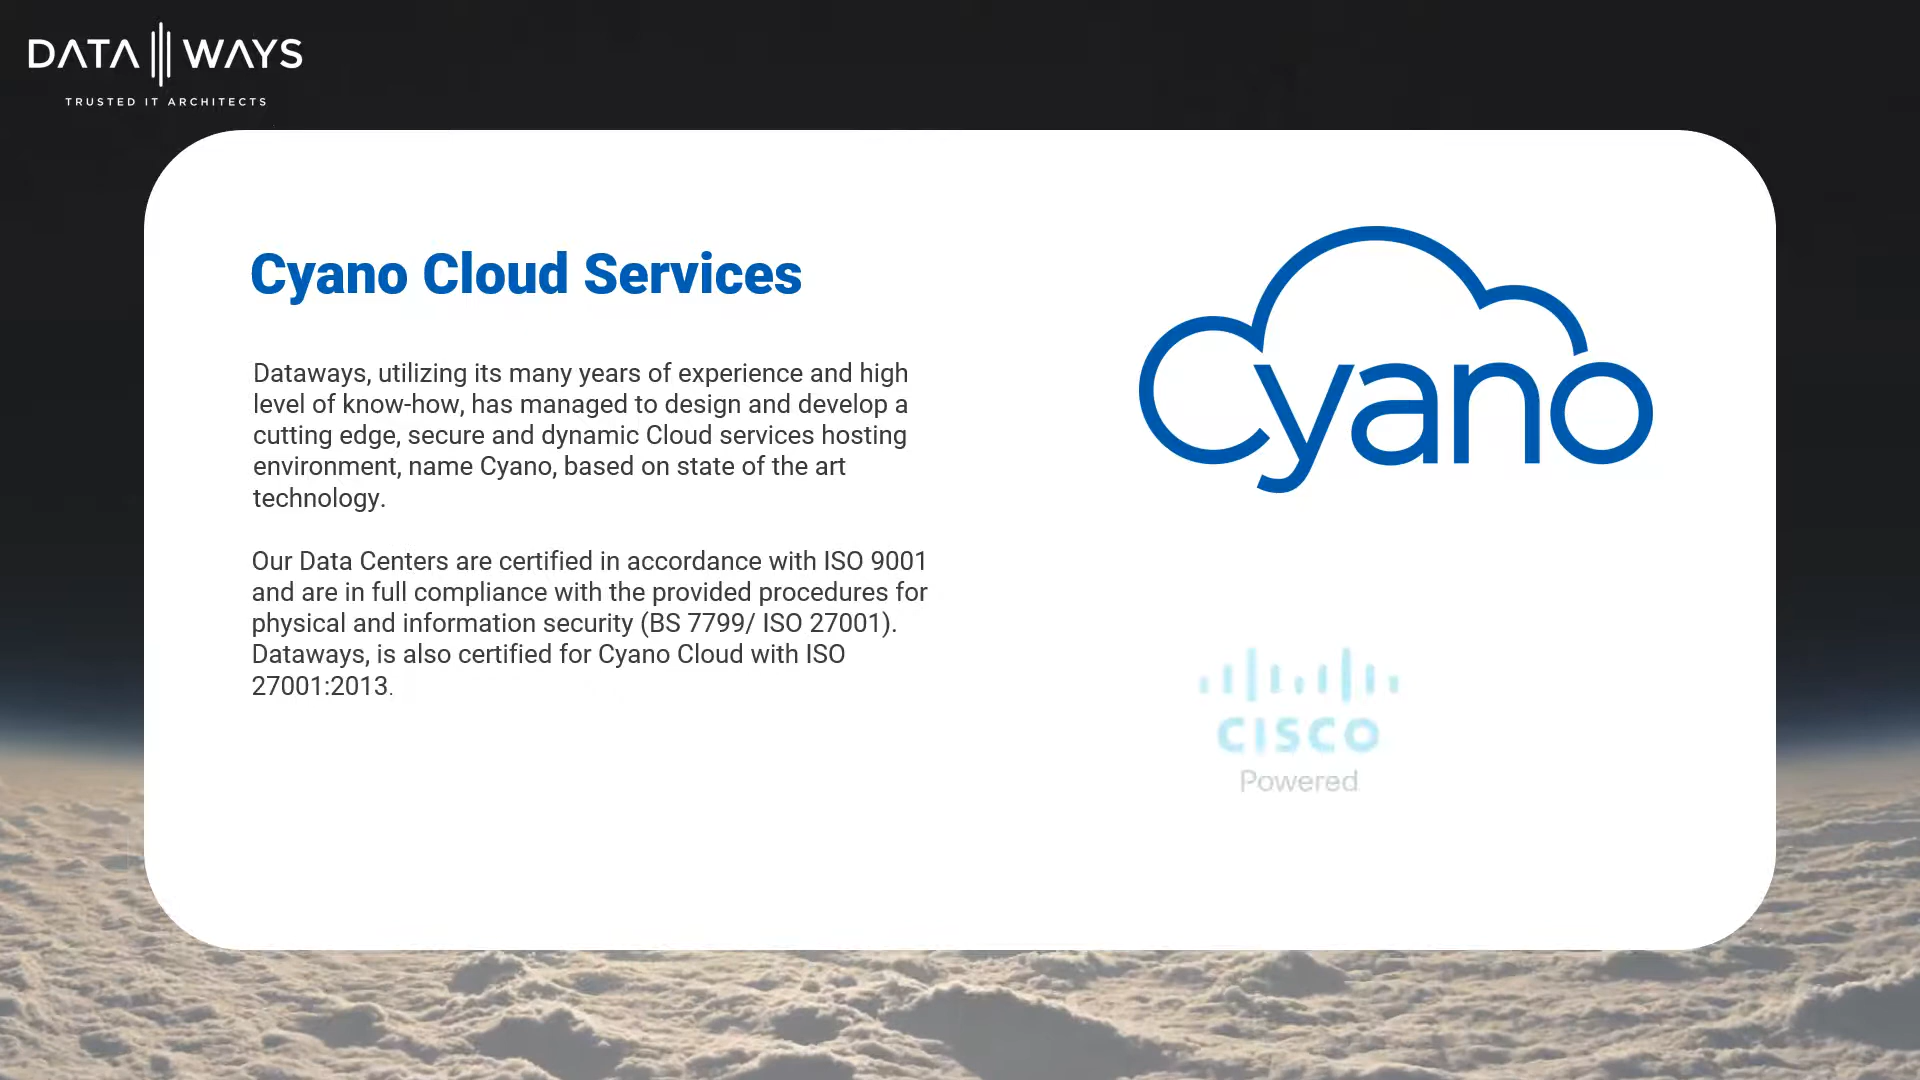 DATA WAYS
TRUSTED IT ARCHITECTS
Cyano Cloud Services
Cyano
Dataways, utilizing its many years of experience and high
level of know-how, has managed to design and develop a
cutting edge, secure and dynamic Cloud services hosting
environment, name Cyano, based on state of the art
technology.
Our Data Centers are certified in accordance with ISO 9001
and are in full compliance with the provided procedures for
physical and information security (BS 7799/ ISO 27001).
Dataways, is also certified for Cyano Cloud with ISO
27001:2013.
CISCO
Powered